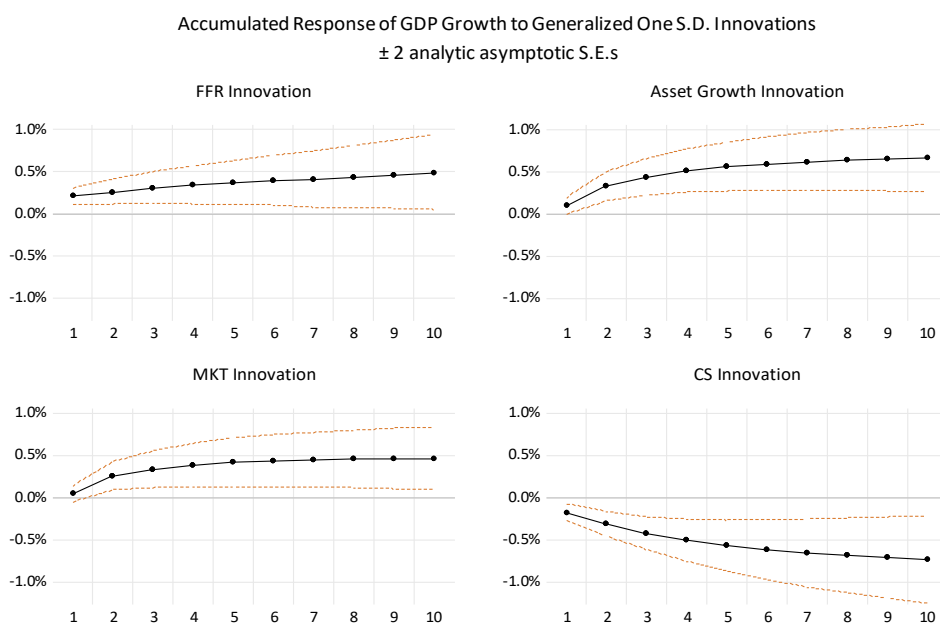 Accumulated Response of GDP Growth to Generalized One S.D. Innovations
± 2 analytic asymptotic S.E.s
FFR Innovation
1.0%
0.5%
0.0%
-0.5%
-1.0%
1 2 3 4 5 6 7 8 9 10
Asset Growth Innovation
1.0%
0.5%
0.0%
-0.5%
-1.0%
1 2 3 4 5 6 7 8 9 10
MKT Innovation
1.0%
0.5%
0.0%
-0.5%
-1.0%
1 2 3 4 5 6 7 8 9 10
CS Innovation
1.0%
0.5%
0.0%
-0.5%
-1.0%
1 2 3 4 5 6 7 8 9 10